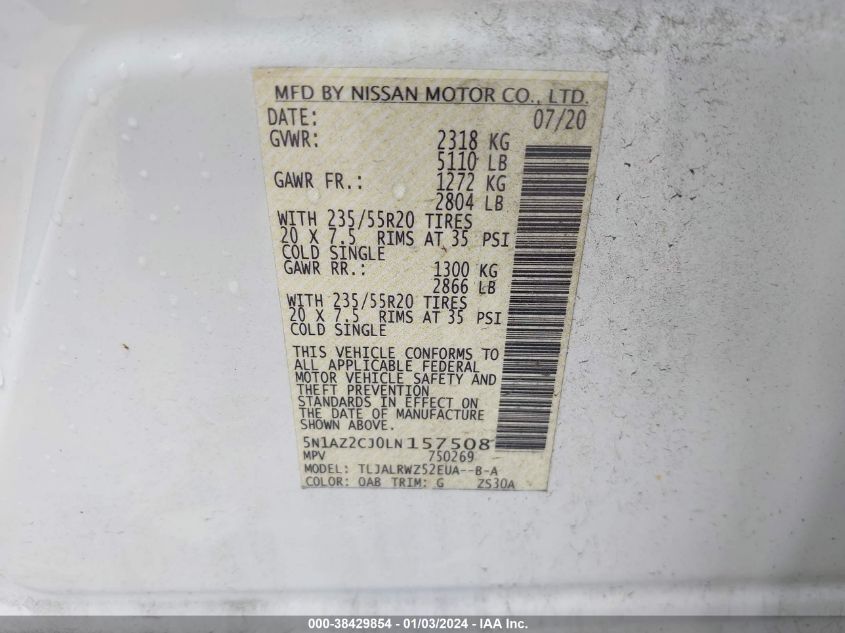 MFD BY NISSAN MOTOR CO., LTD.
DATE: 07/20
GVWR: 2318 KG
5110 LB
GAWR FR.: 1272 KG
2804 LB
WITH 235/55R20 TIRES
20 X 7.5 RIMS AT 35 PSI
COLD SINGLE
GAWR RR.: 1300 KG
2866 LB
WITH 235/55R20 TIRES
20 X 7.5 RIMS AT 35 PSI
COLD SINGLE
THIS VEHICLE CONFORMS TO
ALL APPLICABLE FEDERAL
MOTOR VEHICLE SAFETY AND
THEFT PREVENTION
STANDARDS IN EFFECT ON
THE DATE OF MANUFACTURE
SHOWN ABOVE.
5N1AZ2CJ0LN157508
MPV 750269
MODEL: TLJALRWZ52EUA--B-A
COLOR: QAB TRIM: G ZS30A
000-38429854 - 01/03/2024 - IAA Inc.